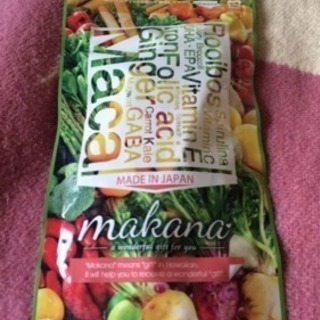 Rooibos Spirulina
DHA・EPA Vitamin E
Iron Folic acid
Ginger
Carrot Kale
GABA
Maca
MADE IN JAPAN
makana
a wonderful gift for you
"Makana" means "gift" in Hawaiian.
It will help you to receive a wonderful "gift".